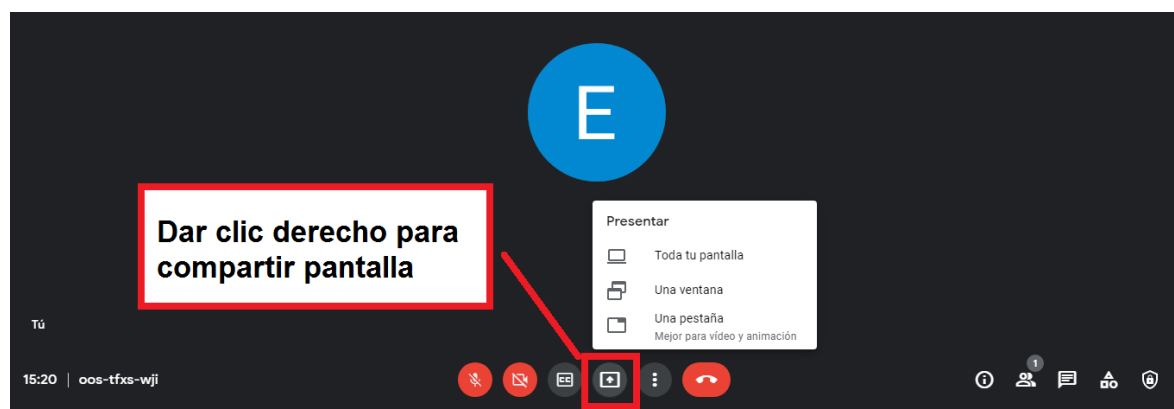 E
Dar clic derecho para
compartir pantalla
Presentar
Toda tu pantalla
Una ventana
Una pestaña
Mejor para vídeo y animación
Tú
15:20 | oos-tfxs-wji
CC
1